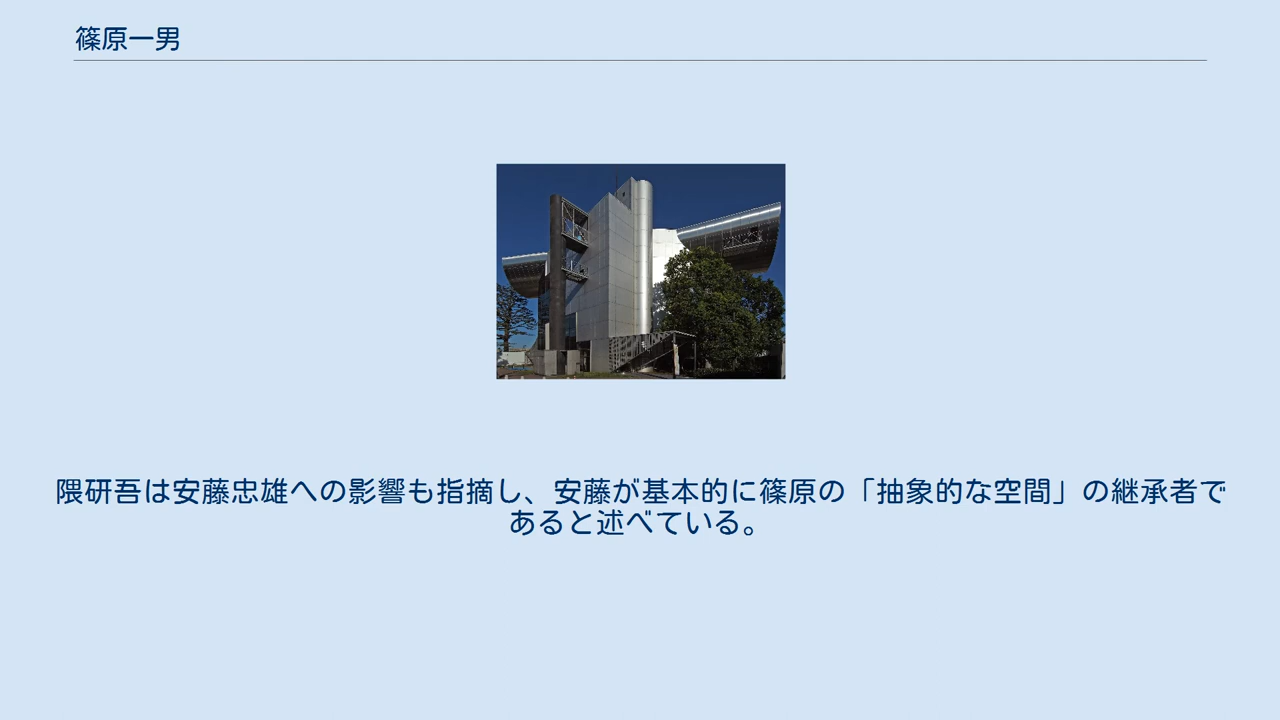 篠原一男
隈研吾は安藤忠雄への影響も指摘し、安藤が基本的に篠原の「抽象的な空間」の継承者で
あると述べている。